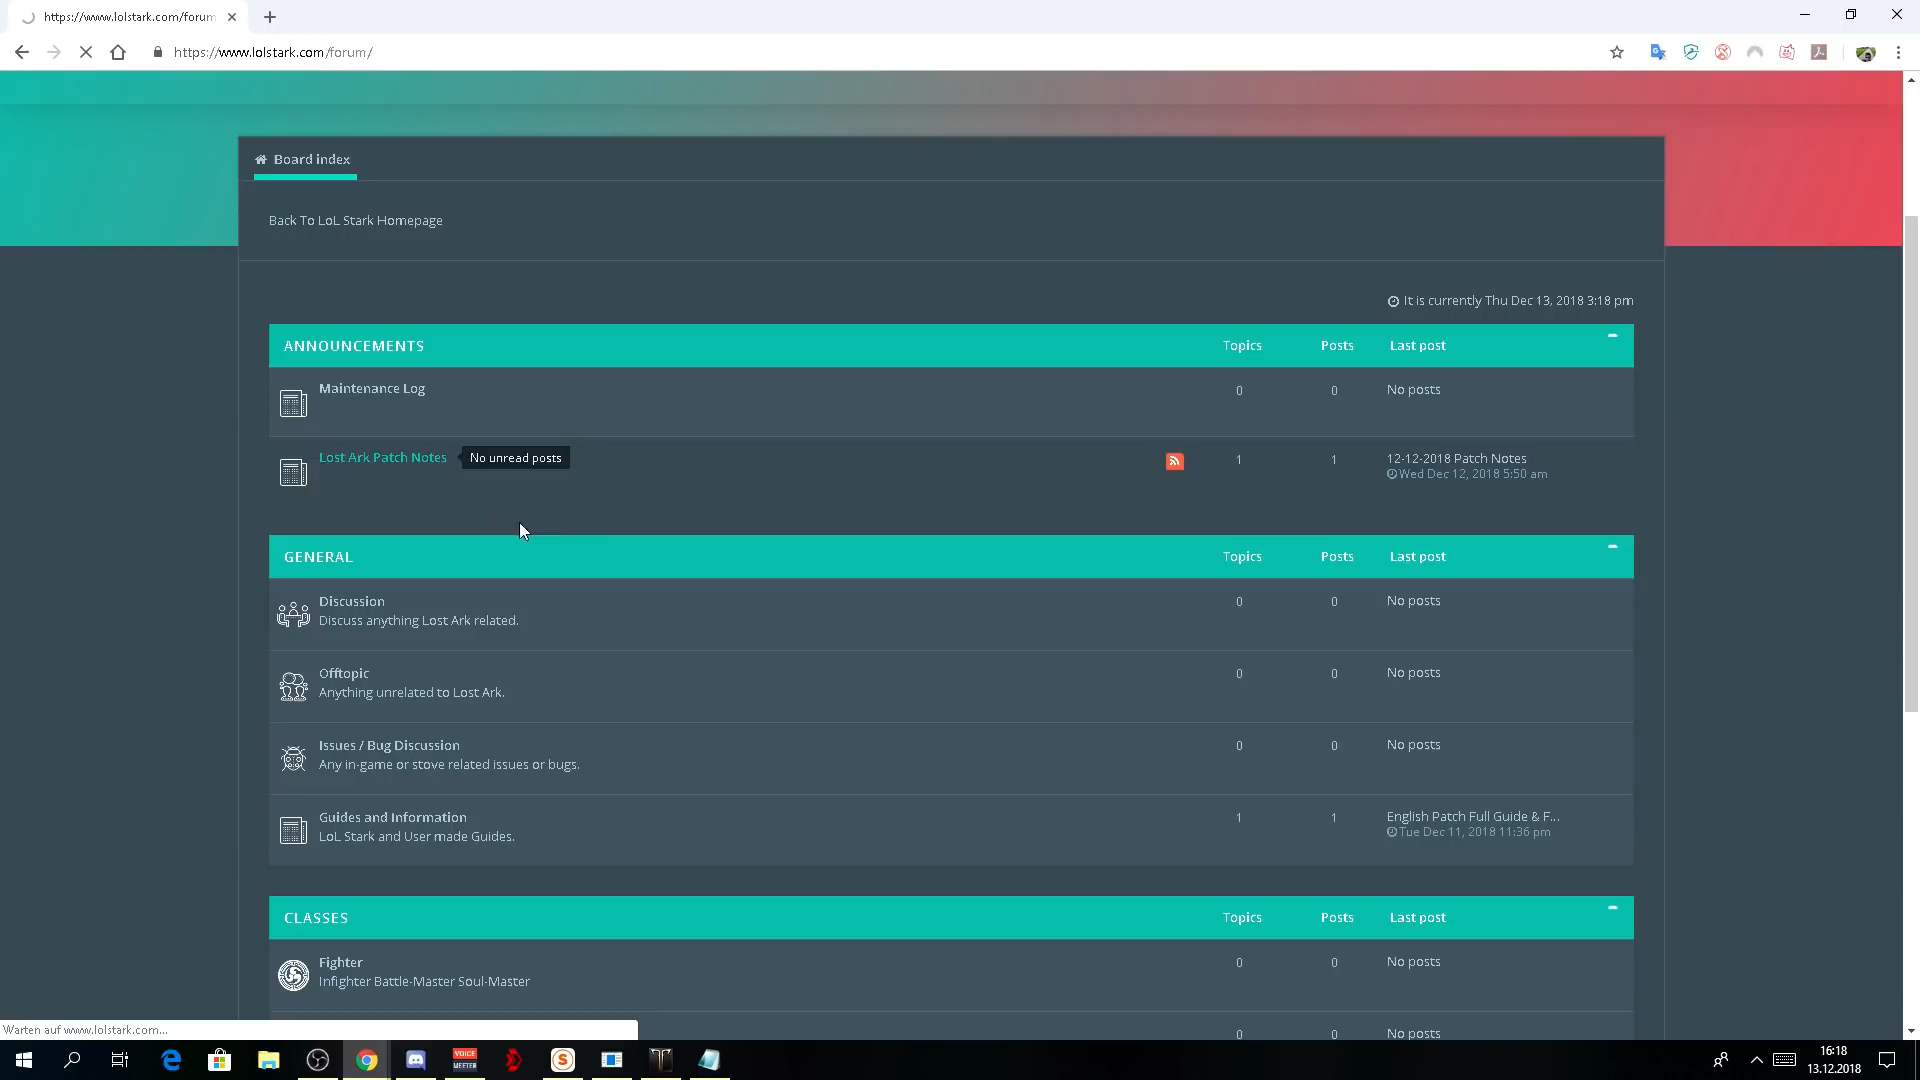 https://www.lolstark.com/forum
https://www.lolstark.com/forum/
Board index
Back To LoL Stark Homepage
It is currently Thu Dec 13, 2018 3:18 pm
ANNOUNCEMENTS Topics Posts Last post
Maintenance Log 0 0 No posts
Lost Ark Patch Notes No unread posts 1 1 12-12-2018 Patch Notes
Wed Dec 12, 2018 5:50 am
GENERAL Topics Posts Last post
Discussion 0 0 No posts
Discuss anything Lost Ark related.
Offtopic 0 0 No posts
Anything unrelated to Lost Ark.
Issues / Bug Discussion 0 0 No posts
Any in-game or stove related issues or bugs.
Guides and Information 1 1 English Patch Full Guide & F...
LoL Stark and User made Guides. Tue Dec 11, 2018 11:36 pm
CLASSES Topics Posts Last post
Fighter 0 0 No posts
Infighter Battle-Master Soul-Master
0 0 No posts
Warten auf www.lolstark.com...
VOICE
MEETER
16:18
13.12.2018